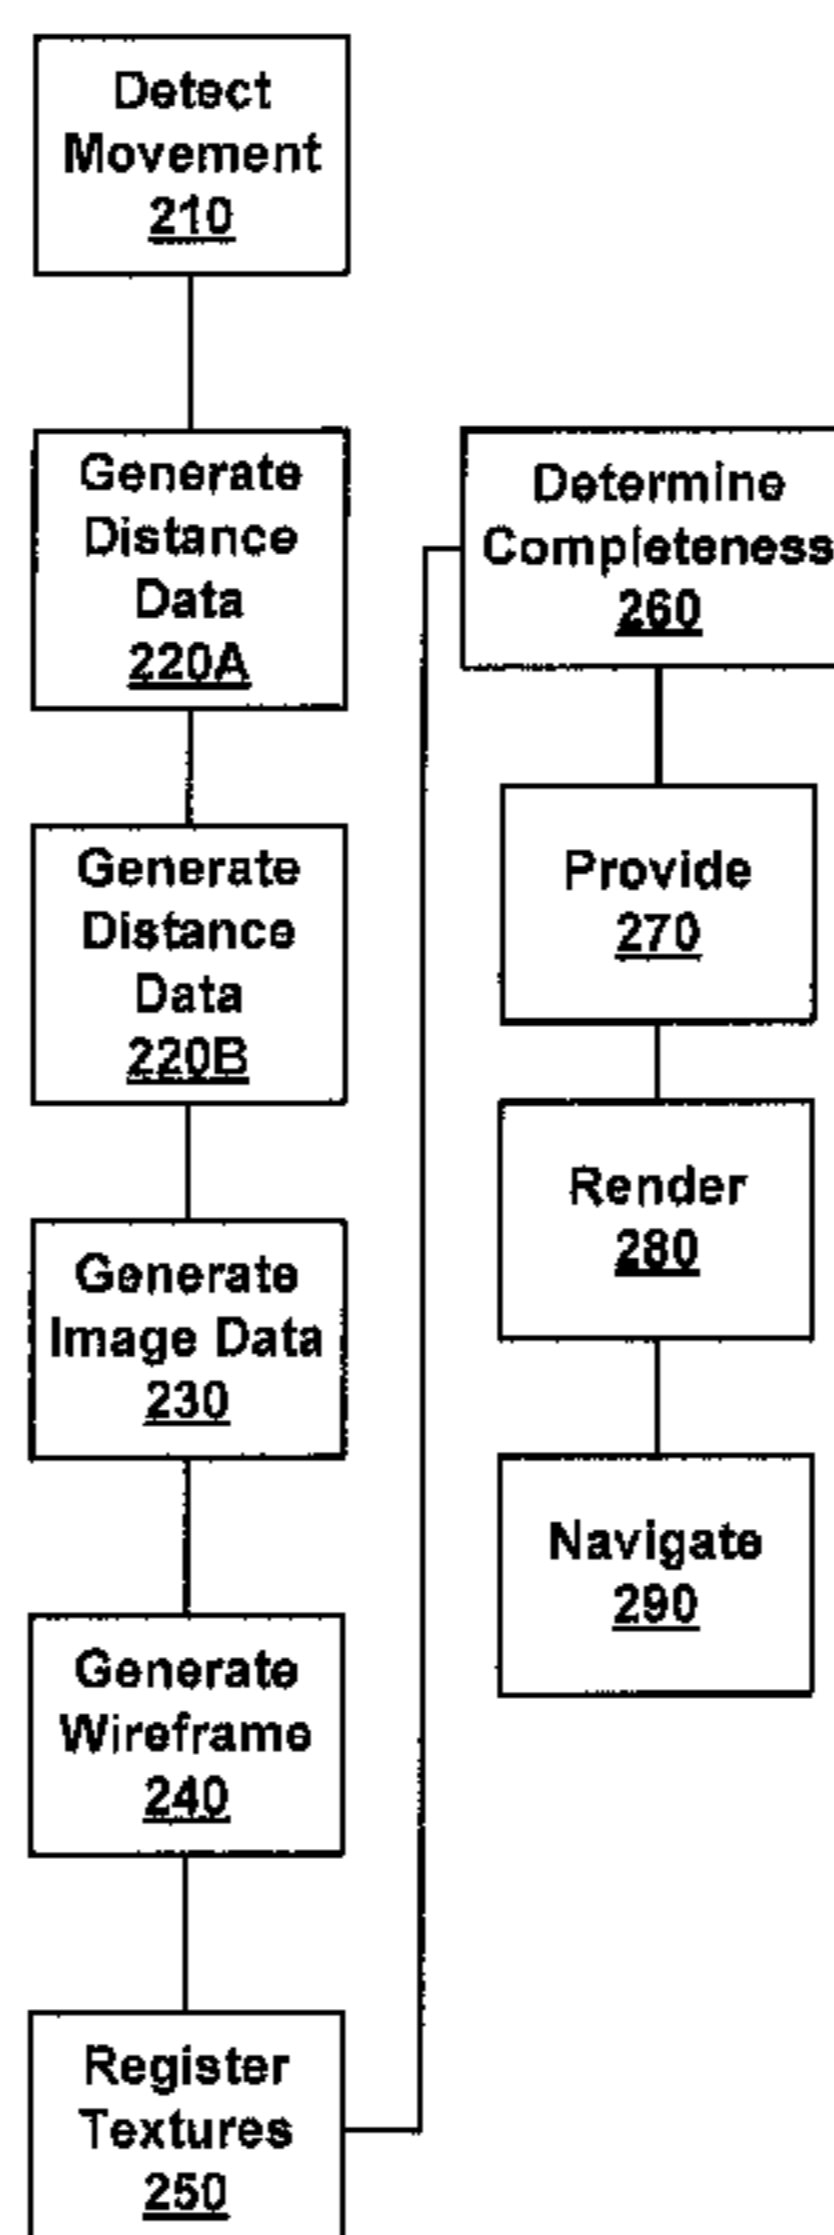 Detect
Movement
210
Generate
Distance
Data
220A
Generate
Distance
Data
220B
Generate
Image Data
230
Generate
Wireframe
240
Register
Textures
250
Determine
Completeness
260
Provide
270
Render
280
Navigate
290